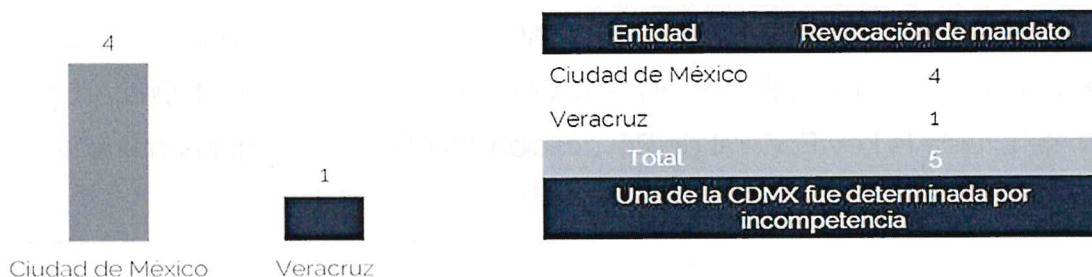 4
1
Ciudad de México
Veracruz
Entidad Revocación de mandato
Ciudad de México 4
Veracruz 1
Total 5
Una de la CDMX fue determinada por
incompetencia